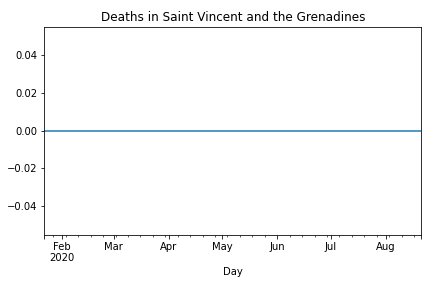 Deaths in Saint Vincent and the Grenadines
0.04
0.02
0.00
−0.02
−0.04
Feb Mar Apr May Jun Jul Aug
2020
Day